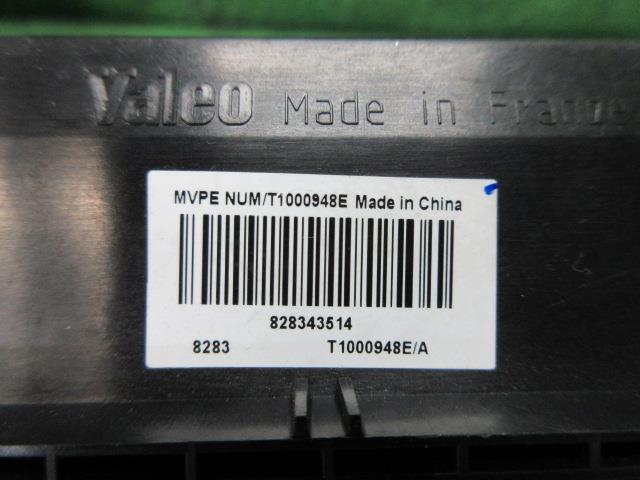 Valeo Made in France
MVPE NUM/T1000948E Made in China
828343514
8283 T1000948E/A